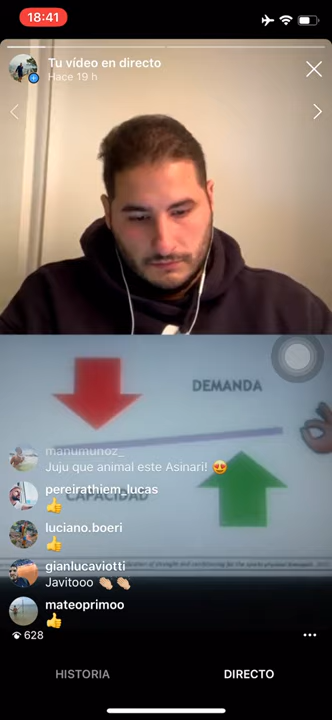 18:41
Tu vídeo en directo
Hace 19 h
DEMANDA
manumunoz_
Juju que animal este Asinari! 😍
pereirathiem_lucas
👍
CAPACIDAD
luciano.boeri
👍
gianlucaviotti
Javitooo 👏🏼👏🏼
mateoprimoo
👍
628
HISTORIA
DIRECTO